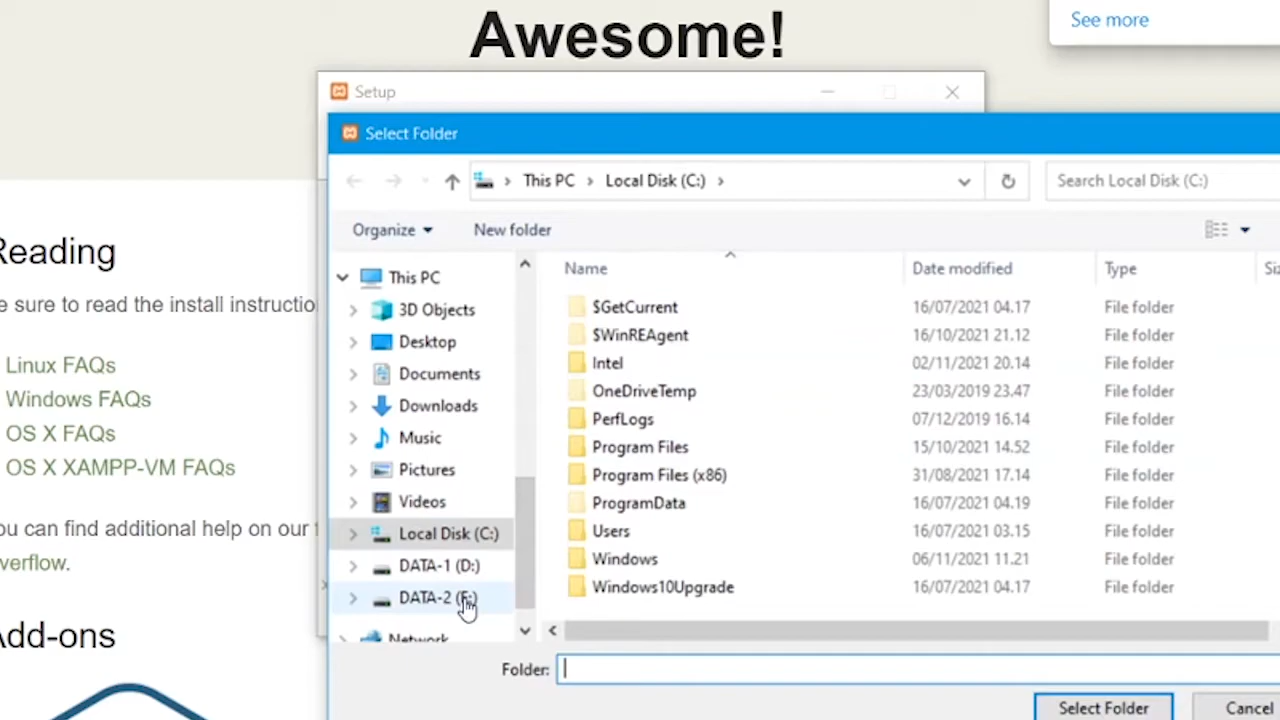 Awesome!
See more
Setup
Select Folder
This PC
Local Disk (C:)
Search Local Disk (C:)
Organize
New folder
Reading
e sure to read the install instructio
Linux FAQs
Windows FAQs
OS X FAQs
OS X XAMPP-VM FAQs
ou can find additional help on our f
verflow.
Add-ons
This PC
3D Objects
Desktop
Documents
Downloads
Music
Pictures
Videos
Local Disk (C:)
DATA-1 (D:)
DATA-2
Network
Name Date modified Type Siz
$GetCurrent 16/07/2021 04.17 File folder
$WinREAgent 16/10/2021 21.12 File folder
Intel 02/11/2021 20.14 File folder
OneDriveTemp 23/03/2019 23.47 File folder
PerfLogs 07/12/2019 16.14 File folder
Program Files 15/10/2021 14.52 File folder
Program Files (x86) 31/08/2021 17.14 File folder
ProgramData 16/07/2021 04.19 File folder
Users 16/07/2021 03.15 File folder
Windows 06/11/2021 11.21 File folder
Windows10Upgrade 16/07/2021 04.17 File folder
Folder:
Select Folder
Cancel